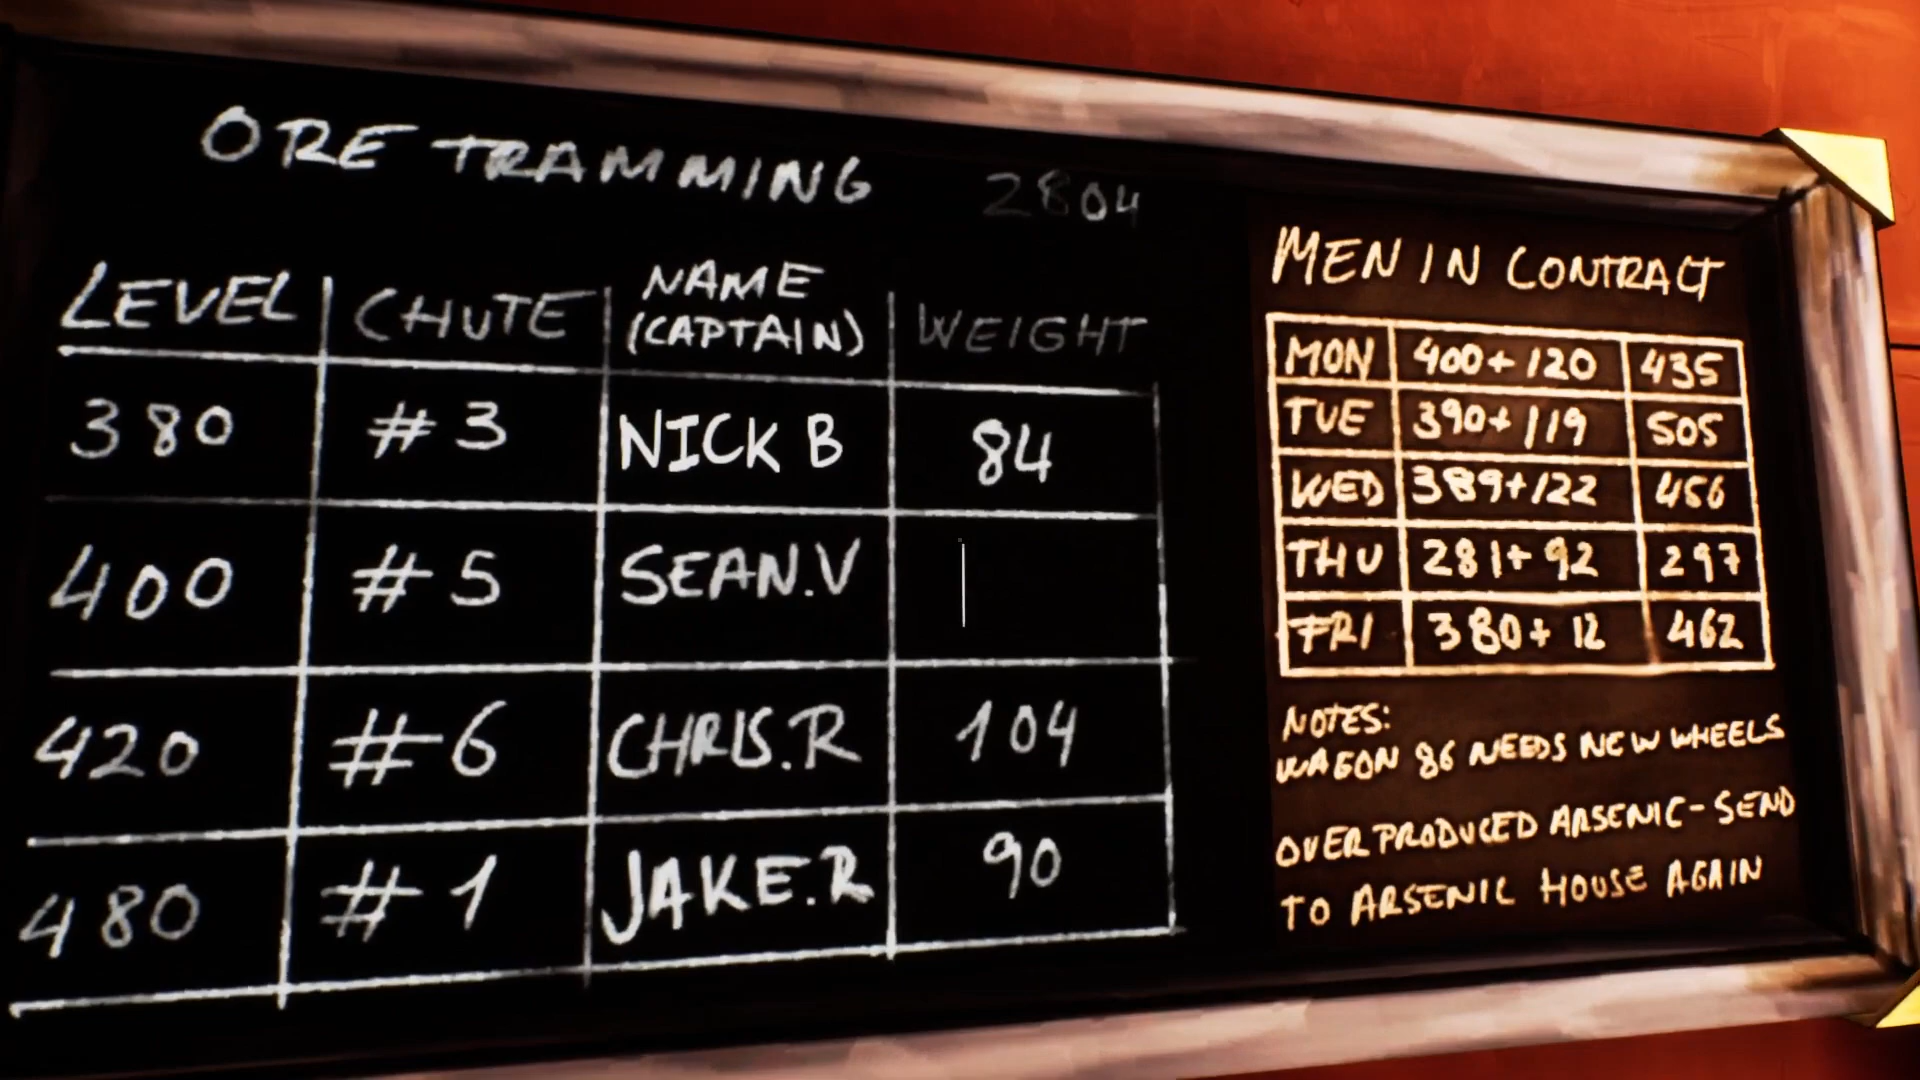 ORE TRAMMING 2804
LEVEL CHUTE NAME (CAPTAIN) WEIGHT
380 #3 NICK B 84
400 #5 SEAN.V
420 #6 CHRIS.R 104
480 #1 JAKE.R 90
MEN IN CONTRACT
MON 400+120 435
TUE 390+119 505
WED 389+122 456
THU 281+92 297
FRI 380+12 462
NOTES:
WAGON 86 NEEDS NEW WHEELS
OVER PRODUCED ARSENIC-SEND
TO ARSENIC HOUSE AGAIN